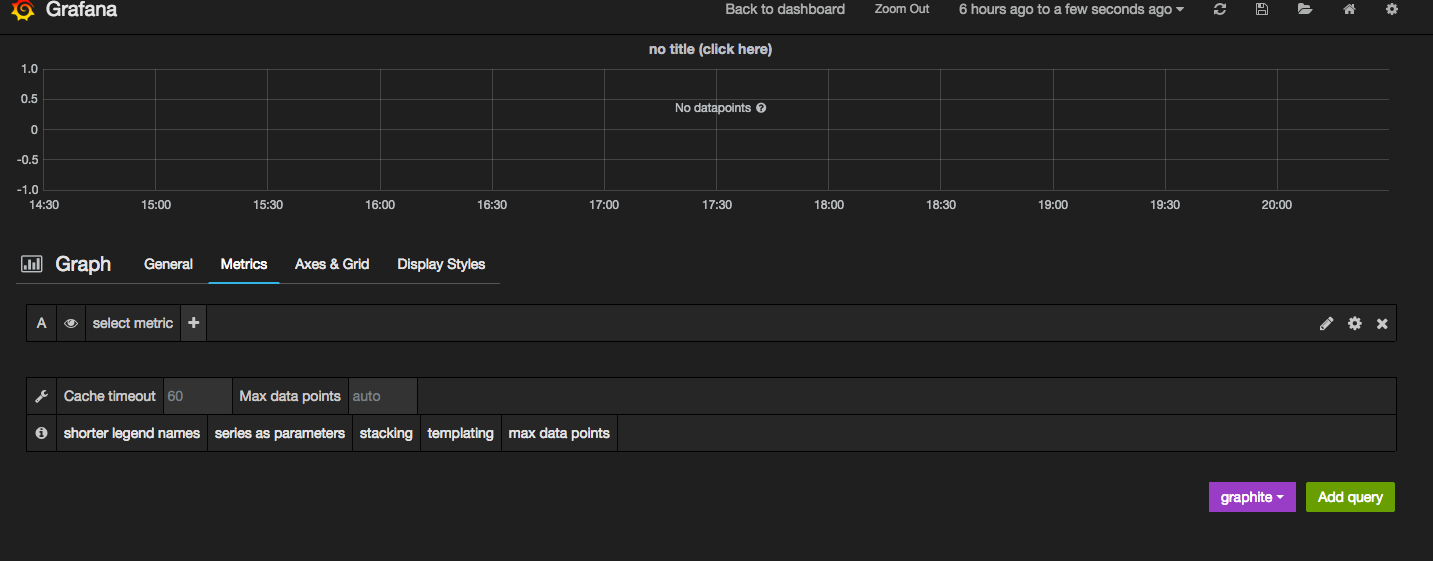 Grafana Back to dashboard Zoom Out 6 hours ago to a few seconds ago
no title (click here)
1.0
0.5
No datapoints
0
-0.5
-1.0
14:30 15:00 15:30 16:00 16:30 17:00 17:30 18:00 18:30 19:00 19:30 20:00
Graph General Metrics Axes & Grid Display Styles
A select metric
Cache timeout 60 Max data points auto
shorter legend names series as parameters stacking templating max data points
graphite Add query